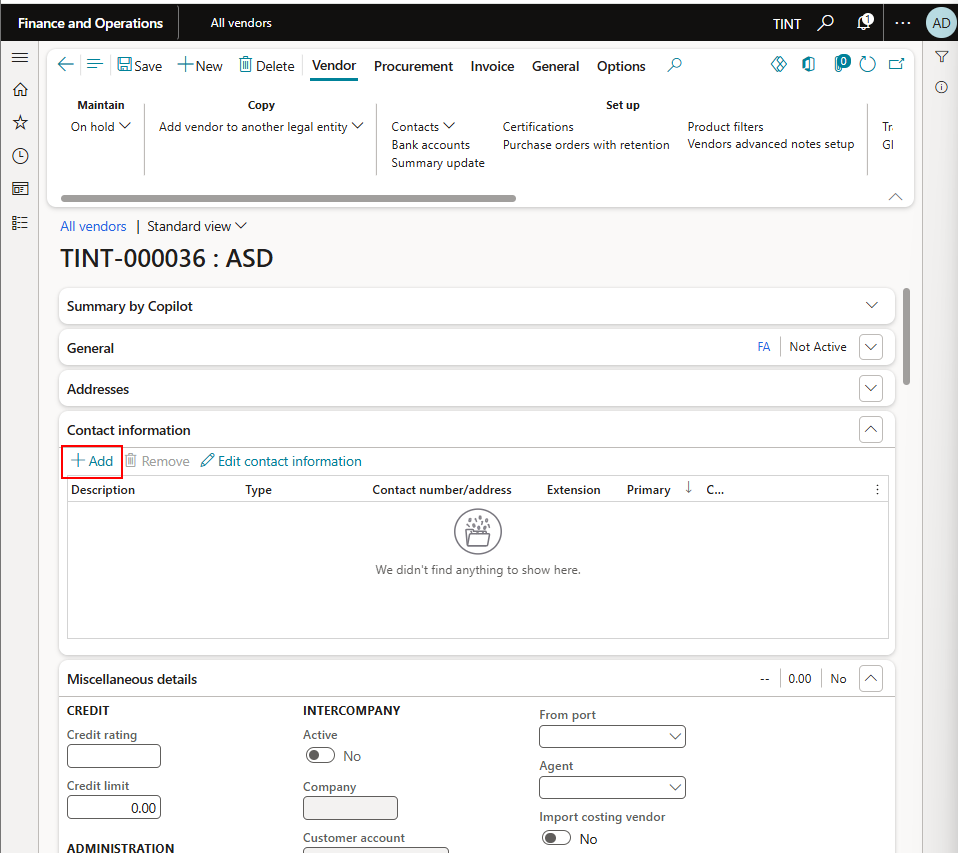 Finance and Operations
All vendors
TINT
1
AD
Save
New
Delete
Vendor
Procurement
Invoice
General
Options
0
Maintain
Copy
Set up
On hold
Add vendor to another legal entity
Contacts
Certifications
Product filters
Bank accounts
Purchase orders with retention
Vendors advanced notes setup
Summary update
All vendors | Standard view
TINT-000036 : ASD
Summary by Copilot
General
FA
Not Active
Addresses
Contact information
Add
Remove
Edit contact information
Description
Type
Contact number/address
Extension
Primary
C...
We didn't find anything to show here.
Miscellaneous details
--
0.00
No
CREDIT
Credit rating
Credit limit
0.00
ADMINISTRATION
INTERCOMPANY
Active
No
Company
Customer account
From port
Agent
Import costing vendor
No